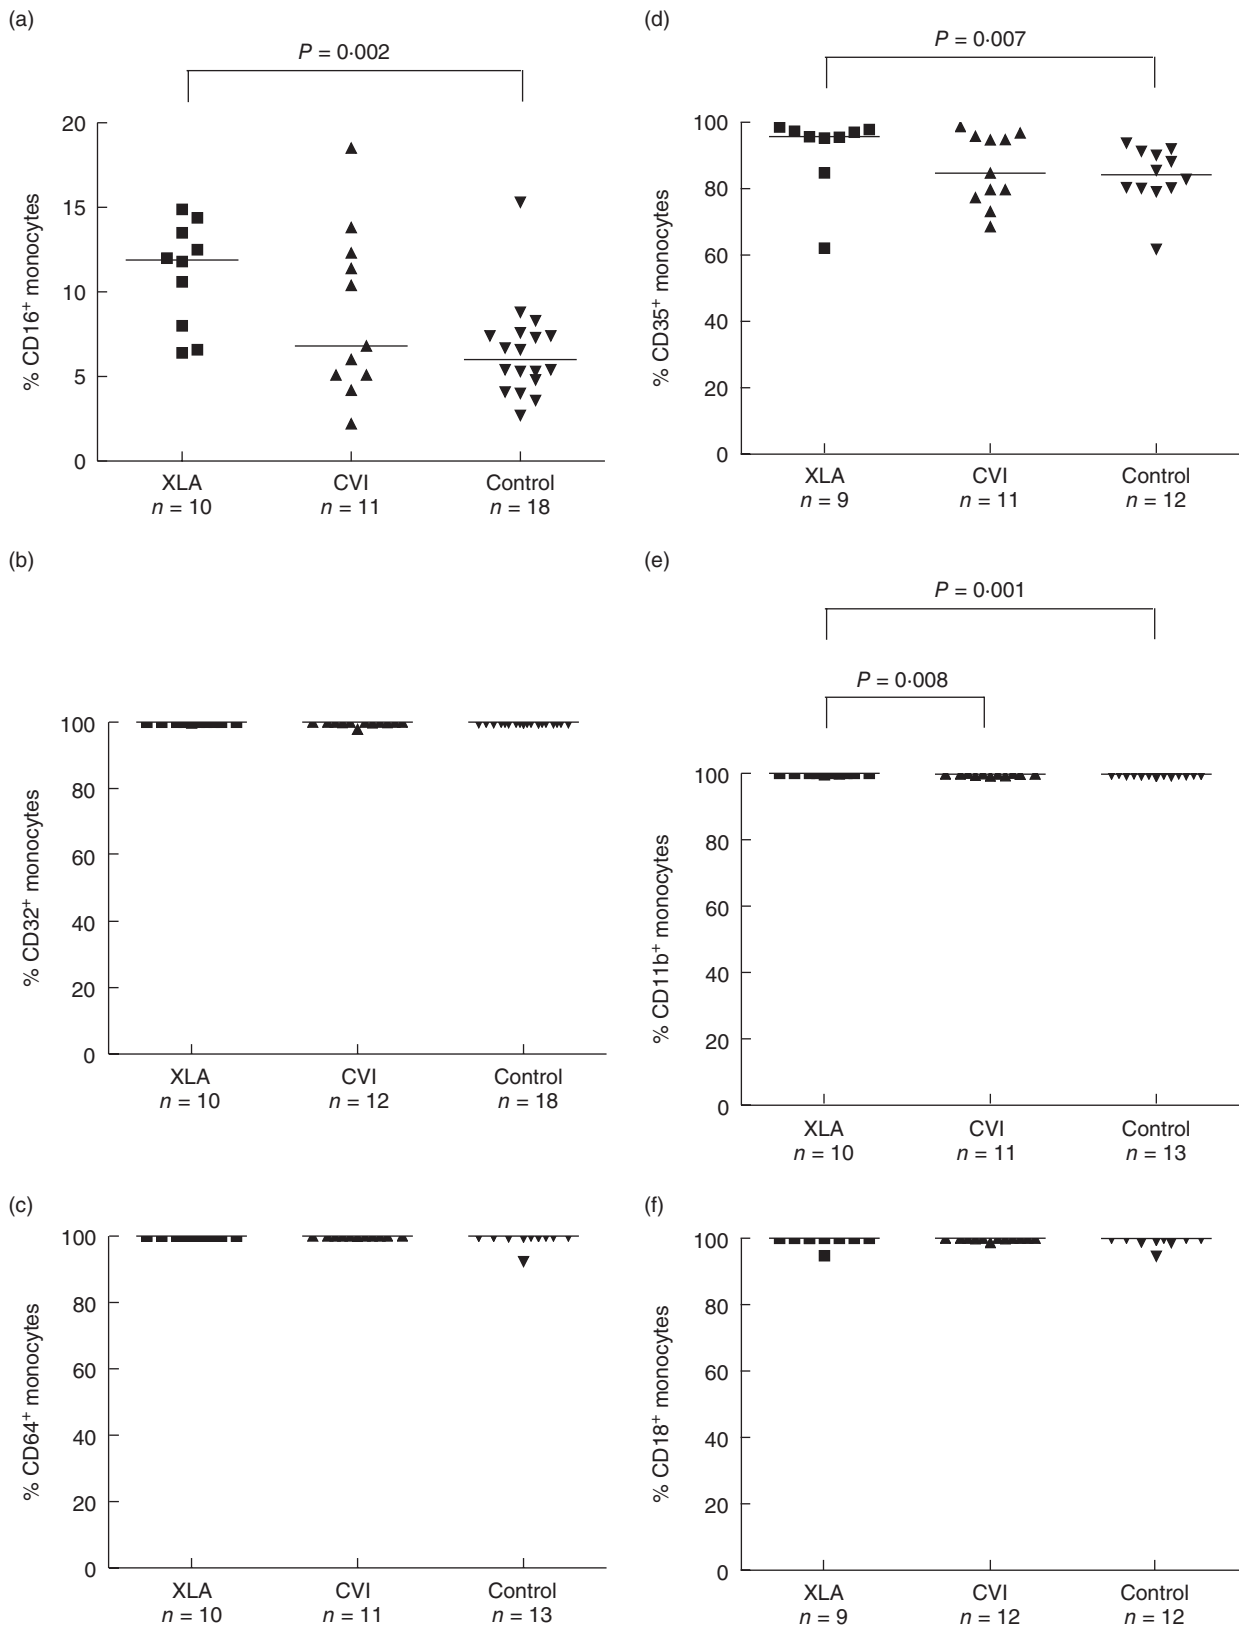 (a)
P = 0·002
% CD16+ monocytes
20
15
10
5
0
XLA
n = 10
CVI
n = 11
Control
n = 18
(b)
% CD32+ monocytes
100
80
60
40
20
0
XLA
n = 10
CVI
n = 12
Control
n = 18
(c)
% CD64+ monocytes
100
80
60
40
20
0
XLA
n = 10
CVI
n = 11
Control
n = 13
(d)
P = 0·007
% CD35+ monocytes
100
80
60
40
20
0
XLA
n = 9
CVI
n = 11
Control
n = 12
(e)
P = 0·001
P = 0·008
% CD11b+ monocytes
100
80
60
40
20
0
XLA
n = 10
CVI
n = 11
Control
n = 13
(f)
% CD18+ monocytes
100
80
60
40
20
0
XLA
n = 9
CVI
n = 12
Control
n = 12